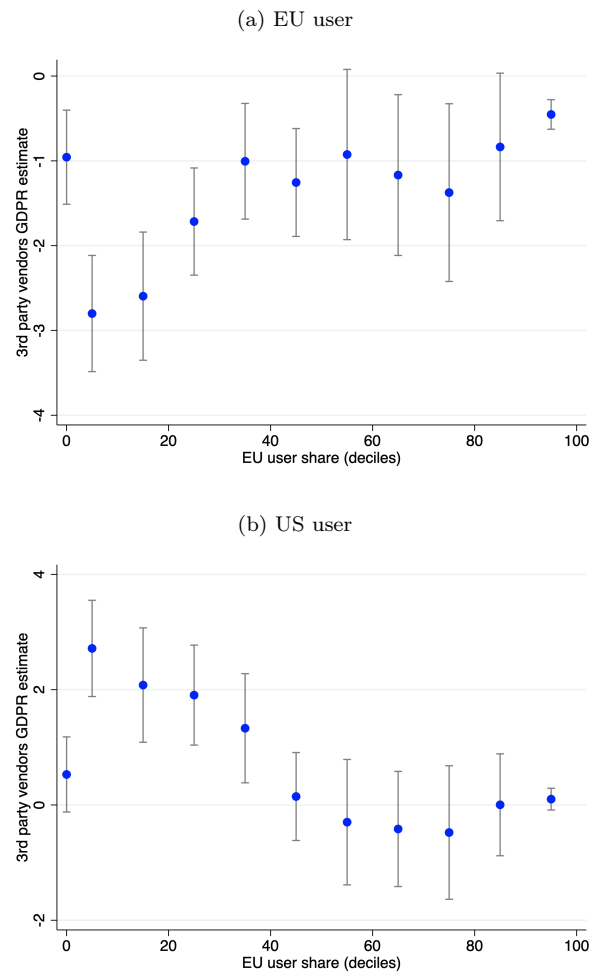 (a) EU user
3rd party vendors GDPR estimate
0
-1
-2
-3
-4
0 20 40 60 80 100
EU user share (deciles)
(b) US user
3rd party vendors GDPR estimate
4
2
0
-2
0 20 40 60 80 100
EU user share (deciles)